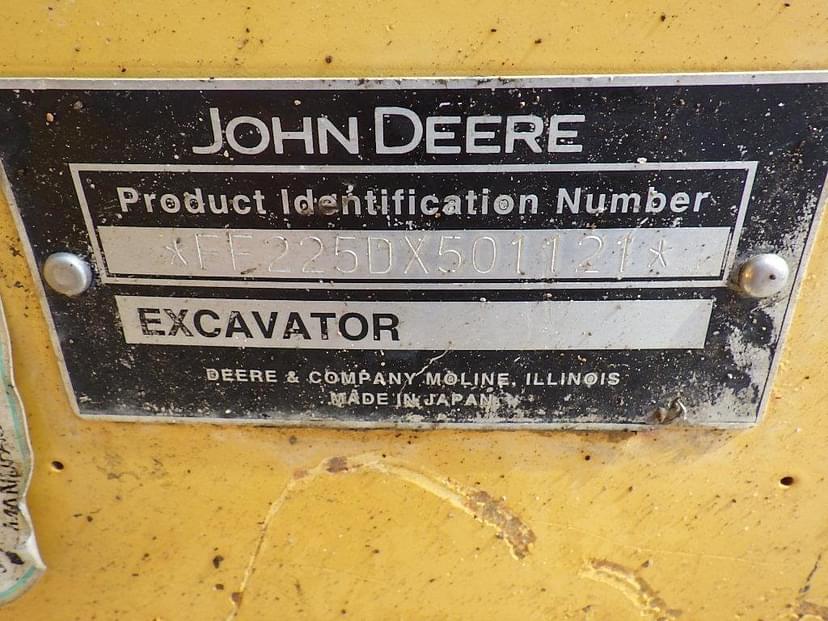 JOHN DEERE
Product Identification Number
*FF225DX501121*
EXCAVATOR
DEERE & COMPANY MOLINE, ILLINOIS
MADE IN JAPAN